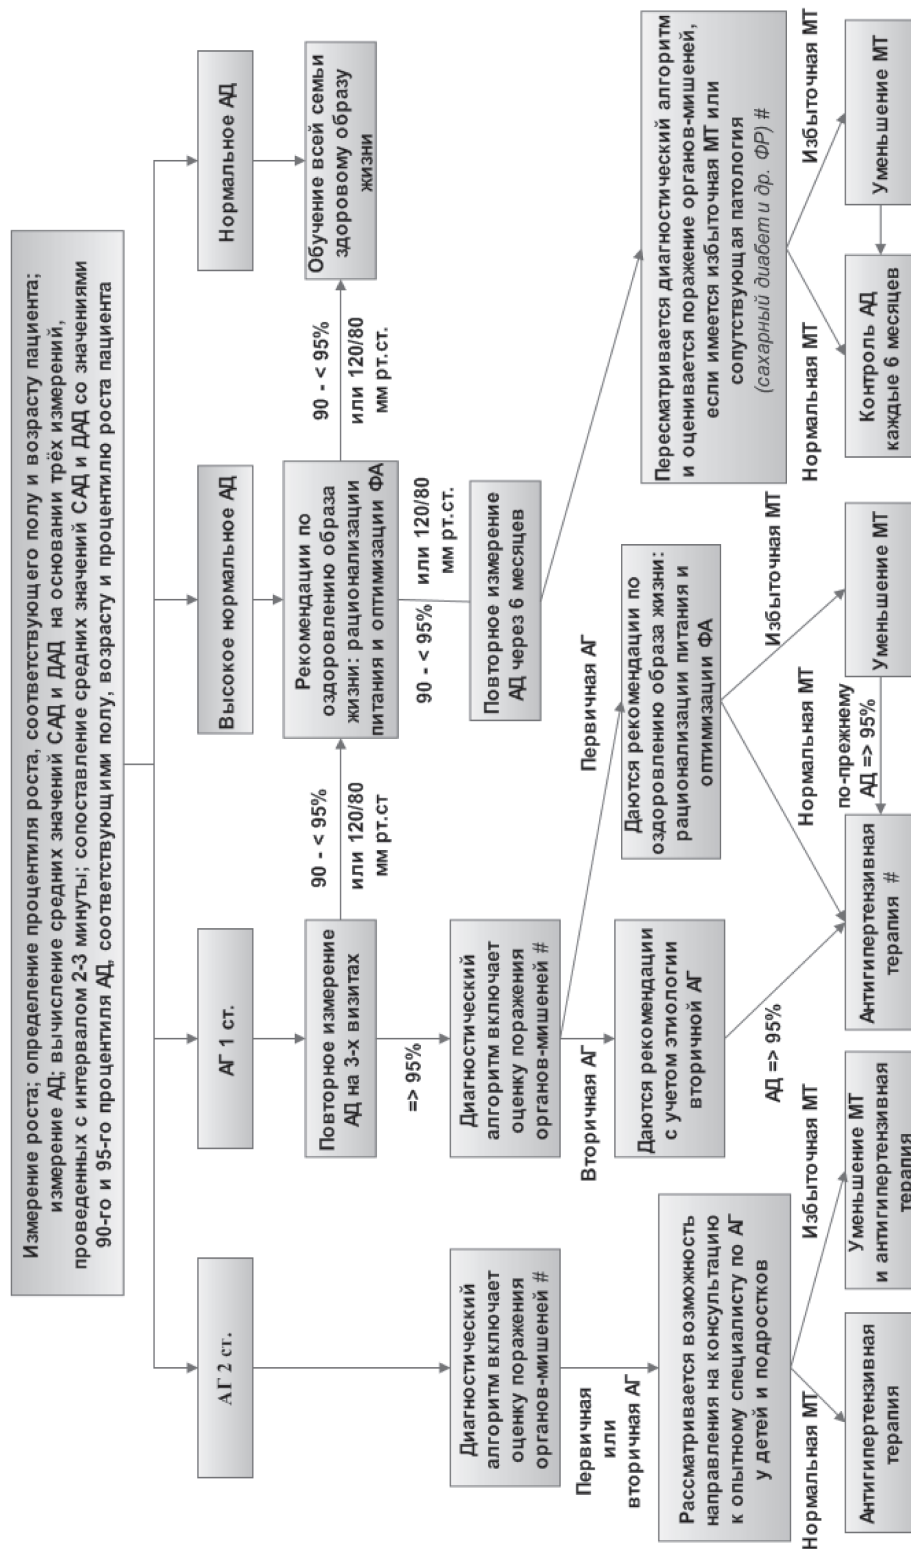 Измерение роста; определение процентиля роста, соответствующего полу и возрасту пациента;
измерение АД; вычисление средних значений САД и ДАД на основании трёх измерений,
проведенных с интервалом 2-3 минуты; сопоставление средних значений САД и ДАД со значениями
90-го и 95-го процентиля АД, соответствующими полу, возрасту и процентилю роста пациента
АГ 2 ст.
АГ 1 ст.
Высокое нормальное АД
Нормальное АД
Повторное измерение
АД на 3-х визитах
90 - < 95%
или 120/80
мм рт.ст
Рекомендации по
оздоровлению образа
жизни: рационализации
питания и оптимизации ФА
90 - < 95%
или 120/80
мм рт.ст.
Обучение всей семьи
здоровому образу
жизни
=> 95%
90 - < 95%
или 120/80
мм рт.ст.
Диагностический
алгоритм включает
оценку поражения
органов-мишеней #
Диагностический
алгоритм включает
оценку поражения
органов-мишеней #
Повторное измерение
АД через 6 месяцев
Первичная
или
вторичная АГ
Вторичная АГ
Первичная АГ
Рассматривается возможность
направления на консультацию
к опытному специалисту по АГ
у детей и подростков
Даются рекомендации
с учетом этиологии
вторичной АГ
Даются рекомендации по
оздоровлению образа жизни:
рационализации питания и
оптимизации ФА
Пересматривается диагностический алгоритм
и оценивается поражение органов-мишеней,
если имеется избыточная МТ или
сопутствующая патология
(сахарный диабет и др. ФР) #
Нормальная МТ
Избыточная МТ
АД => 95%
Нормальная МТ
Избыточная МТ
Нормальная МТ
Избыточная МТ
Антигипертензивная
терапия
Уменьшение МТ
и антигипертензивная
терапия
Антигипертензивная
терапия #
по-прежнему
АД => 95%
Уменьшение МТ
Контроль АД
каждые 6 месяцев
Уменьшение МТ